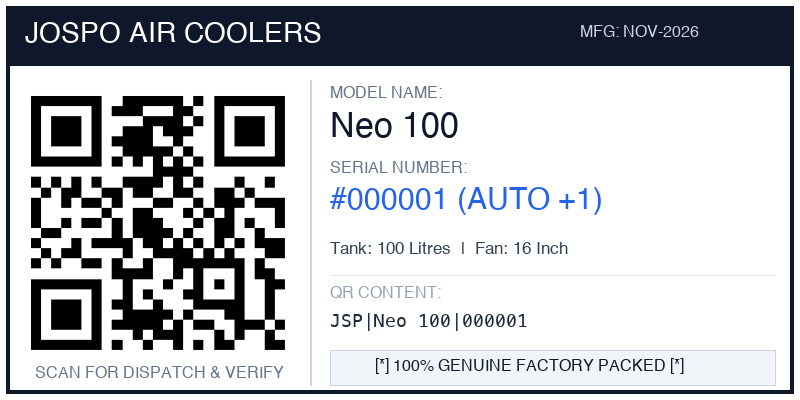 JOSPO AIR COOLERS
MFG: NOV-2026
MODEL NAME:
Neo 100
SERIAL NUMBER:
#000001 (AUTO +1)
Tank: 100 Litres | Fan: 16 Inch
QR CONTENT:
JSP|Neo 100|000001
[*] 100% GENUINE FACTORY PACKED [*]
SCAN FOR DISPATCH & VERIFY